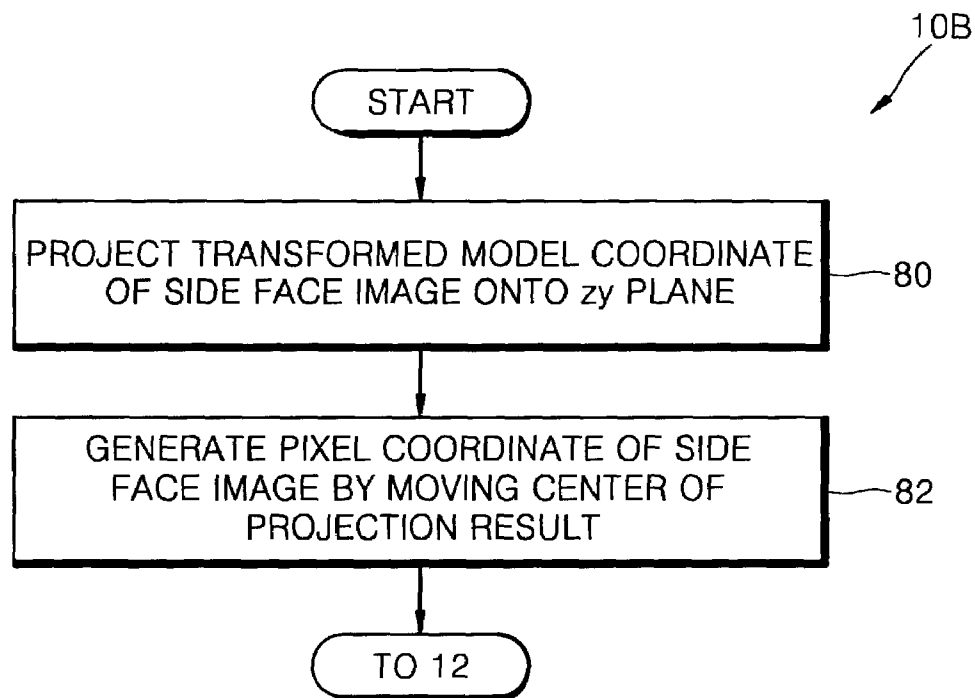 10B
START
PROJECT TRANSFORMED MODEL COORDINATE
OF SIDE FACE IMAGE ONTO zy PLANE
80
GENERATE PIXEL COORDINATE OF SIDE
FACE IMAGE BY MOVING CENTER OF
PROJECTION RESULT
82
TO 12